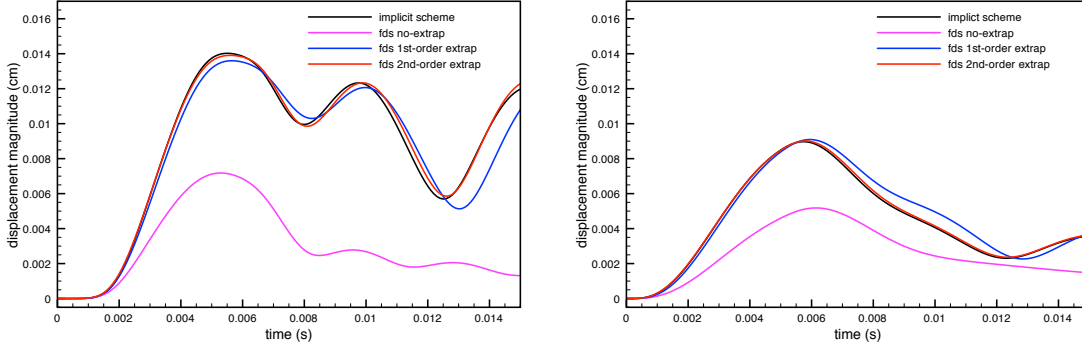 0.016
0.014
0.012
0.01
0.008
0.006
0.004
0.002
0
displacement magnitude (cm)
implicit scheme
fds no-extrap
fds 1st-order extrap
fds 2nd-order extrap
0 0.002 0.004 0.006 0.008 0.01 0.012 0.014
time (s)
0.016
0.014
0.012
0.01
0.008
0.006
0.004
0.002
0
displacement magnitude (cm)
implict scheme
fds no-extrap
fds 1st-order extrap
fds 2nd-order extrap
0 0.002 0.004 0.006 0.008 0.01 0.012 0.014
time (s)